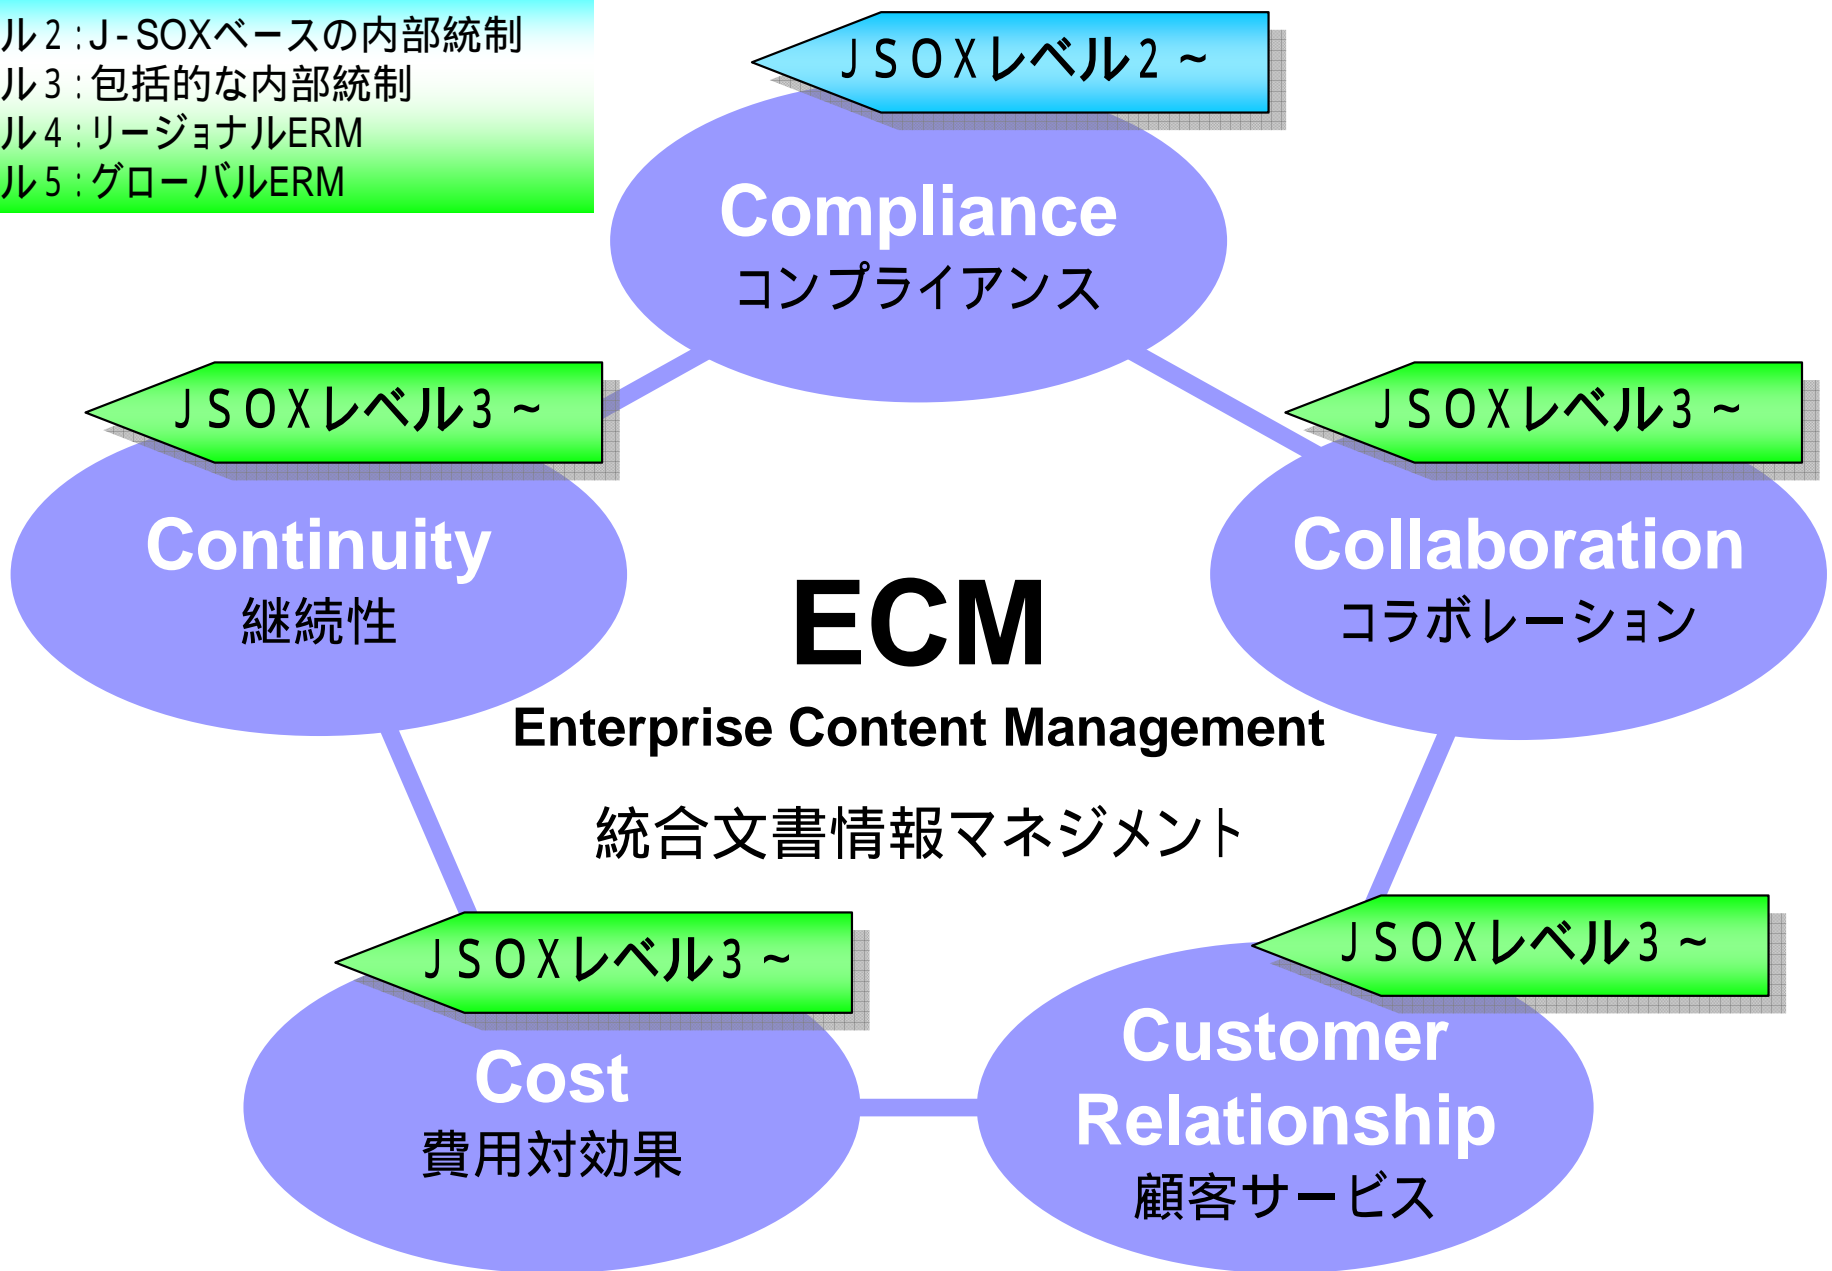 ル2:J-SOXベースの内部統制
ル3:包括的な内部統制
ル4:リージョナルERM
ル5:グローバルERM
JSOXレベル2~
Compliance
コンプライアンス
JSOXレベル3~
Continuity
継続性
JSOXレベル3~
Collaboration
コラボレーション
ECM
Enterprise Content Management
統合文書情報マネジメント
JSOXレベル3~
Cost
費用対効果
JSOXレベル3~
Customer
Relationship
顧客サービス